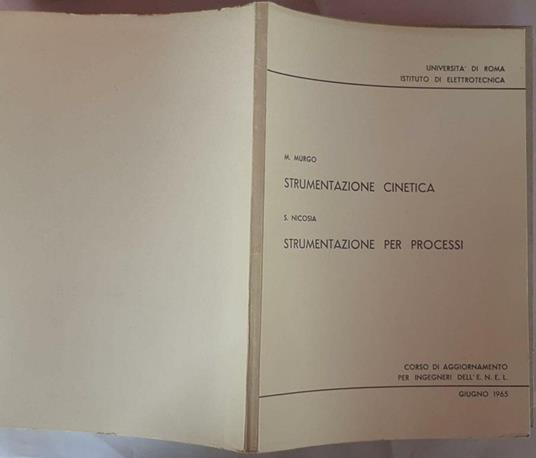 UNIVERSITA' DI ROMA
ISTITUTO DI ELETTROTECNICA
M. MURGO
STRUMENTAZIONE CINETICA
S. NICOSIA
STRUMENTAZIONE PER PROCESSI
CORSO DI AGGIORNAMENTO
PER INGEGNERI DELL'E. N. E. L.
GIUGNO 1965